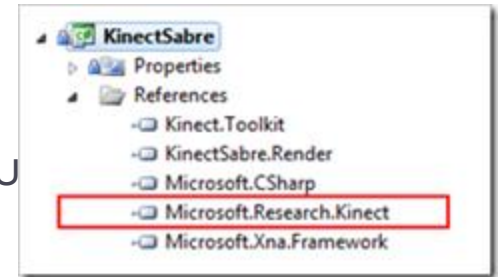 KinectSabre
Properties
References
Kinect.Toolkit
KinectSabre.Render
Microsoft.CSharp
Microsoft.Research.Kinect
Microsoft.Xna.Framework